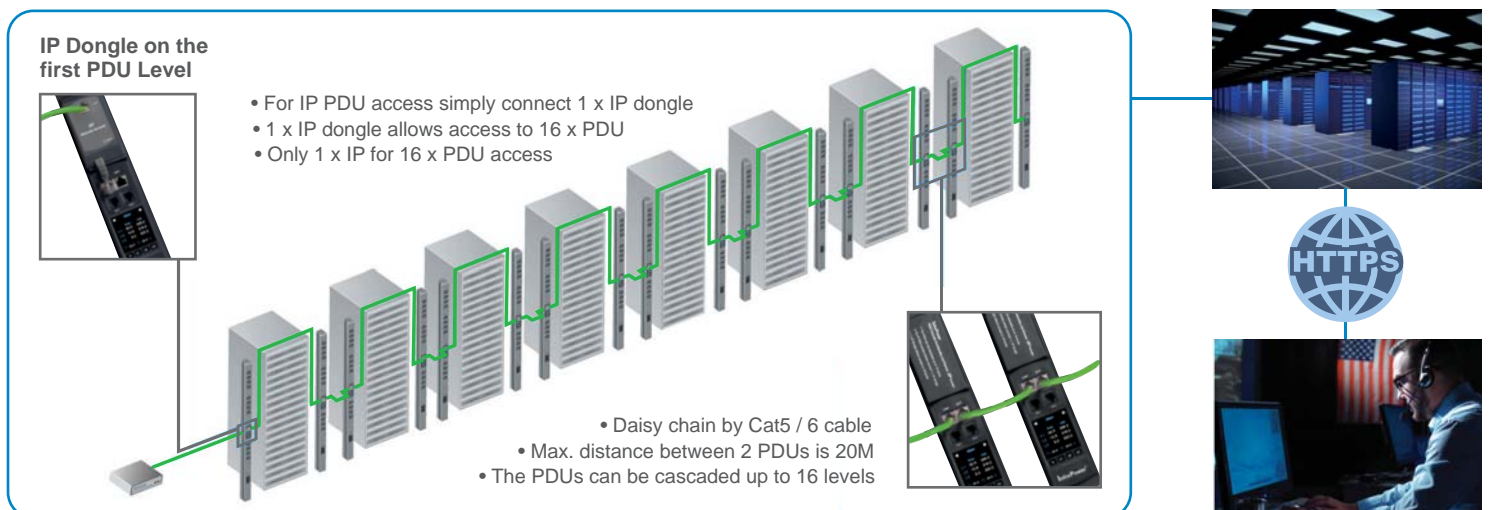 IP Dongle on the
first PDU Level
• For IP PDU access simply connect 1 x IP dongle
• 1 x IP dongle allows access to 16 x PDU
• Only 1 x IP for 16 x PDU access
HTTPS
• Daisy chain by Cat5 / 6 cable
• Max. distance between 2 PDUs is 20M
• The PDUs can be cascaded up to 16 levels